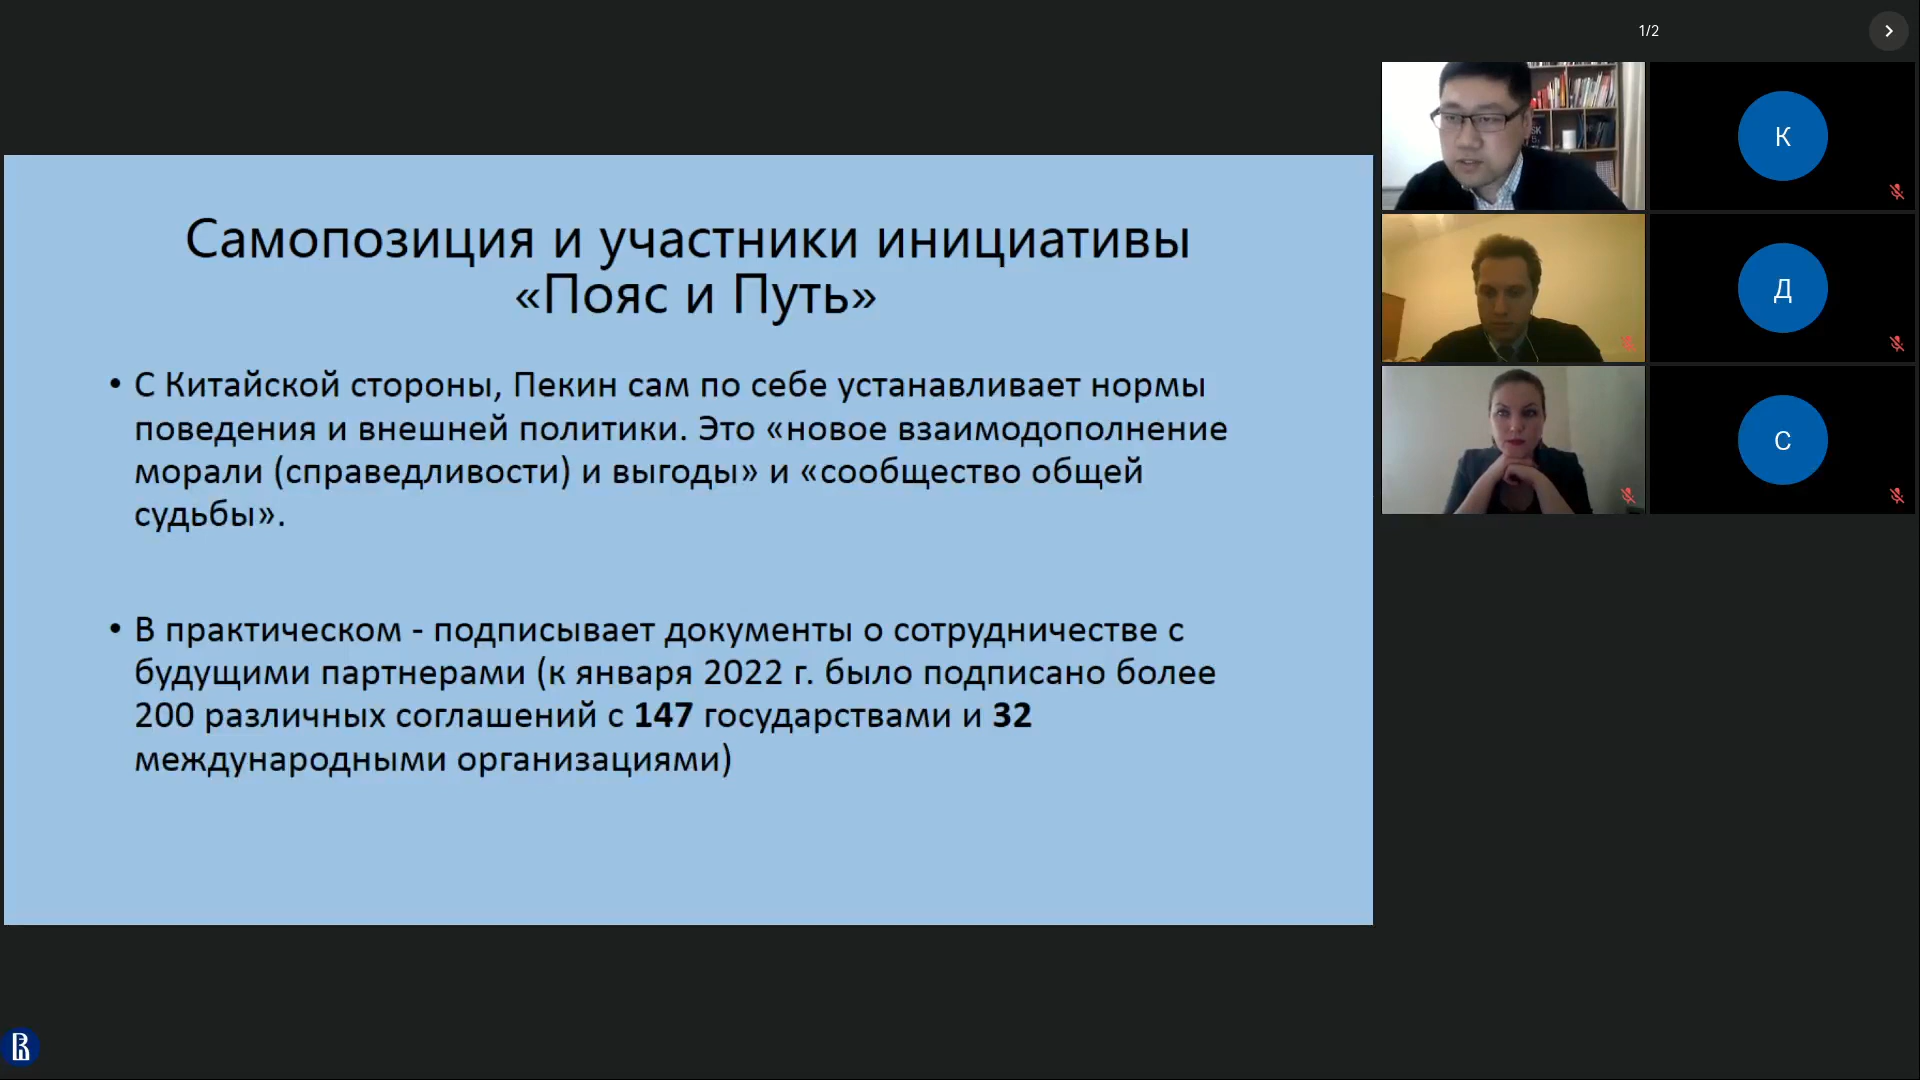 1/2
Самопозиция и участники инициативы
«Пояс и Путь»
• С Китайской стороны, Пекин сам по себе устанавливает нормы
поведения и внешней политики. Это «новое взаимодополнение
морали (справедливости) и выгоды» и «сообщество общей
судьбы».
• В практическом - подписывает документы о сотрудничестве с
будущими партнерами (к января 2022 г. было подписано более
200 различных соглашений с 147 государствами и 32
международными организациями)
К
Д
С